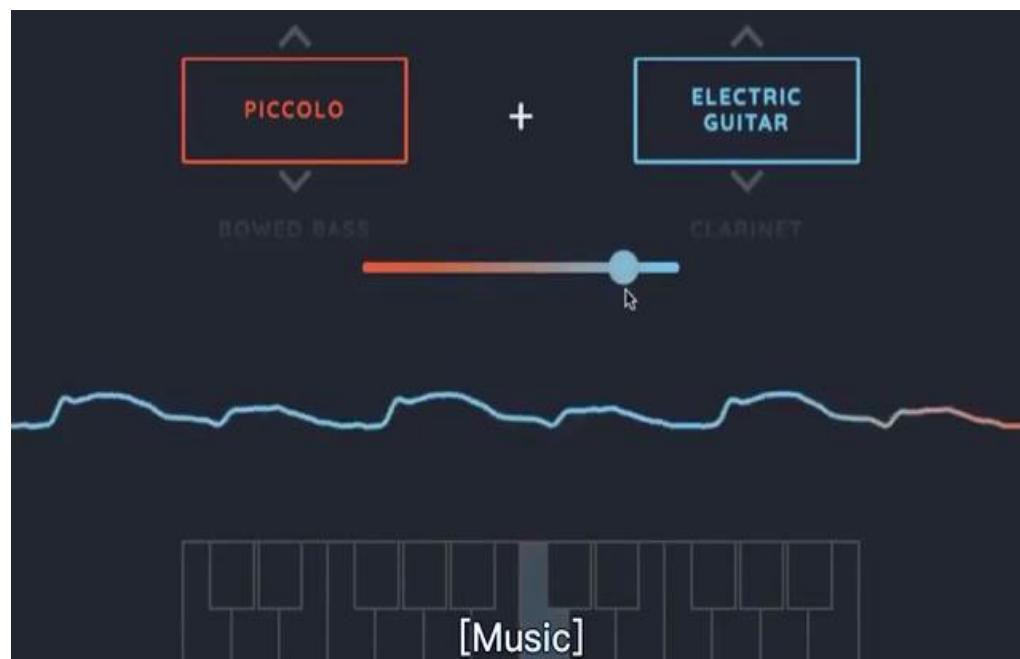 PICCOLO
+
ELECTRIC
GUITAR
BOWED BASS
CLARINET
[Music]